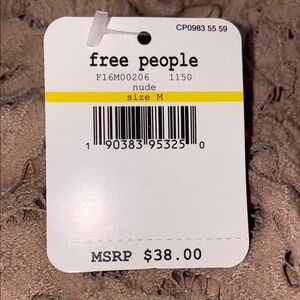 CP0983 55 59
free people
F16M00206 1150
nude
size M
1 90383 95325 0
MSRP $38.00